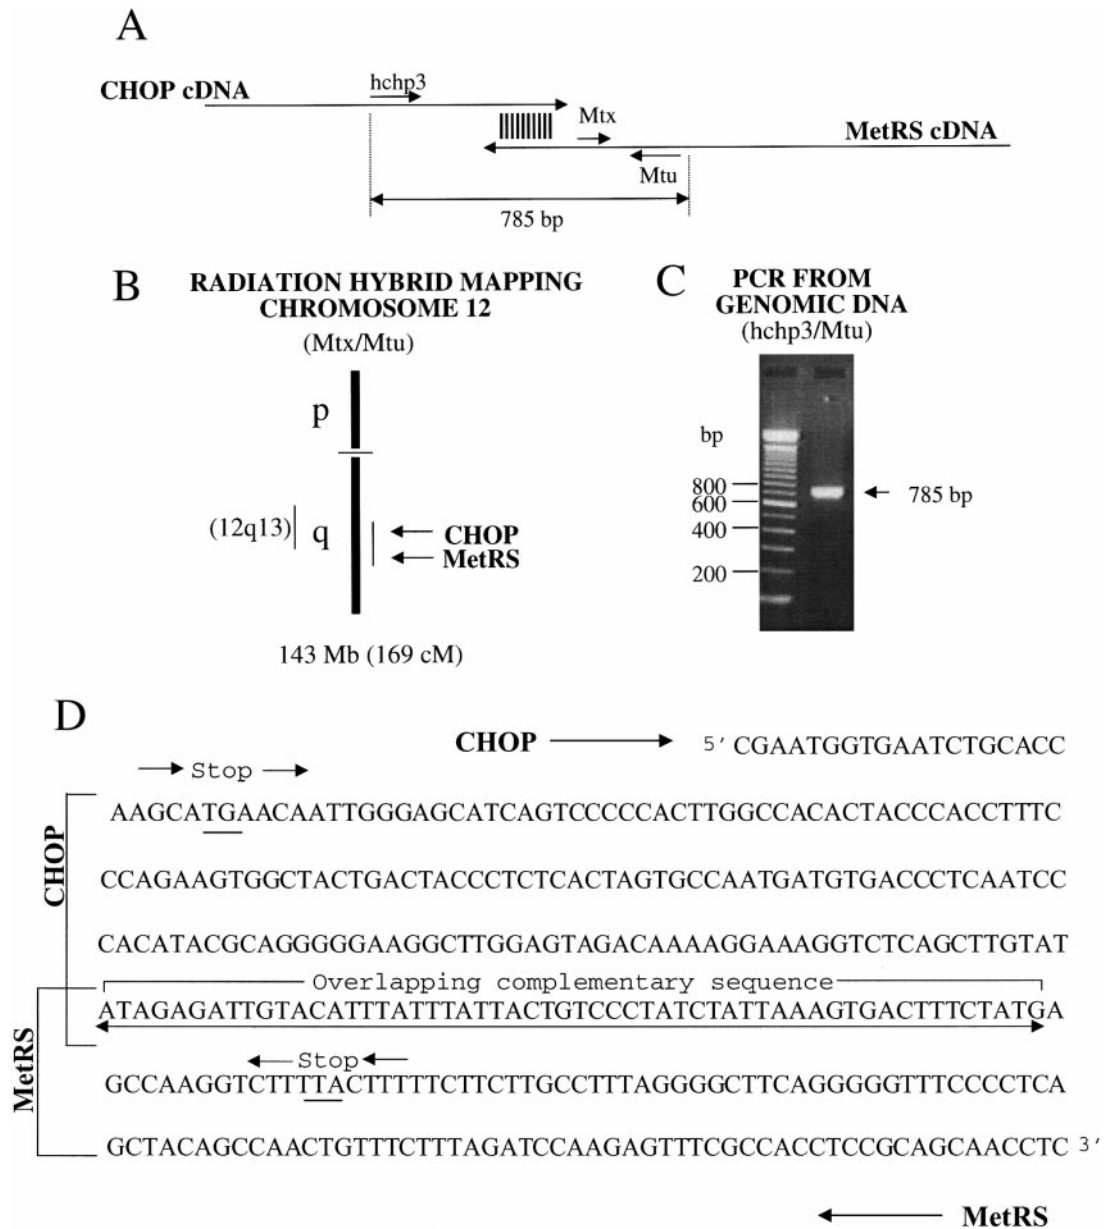 A
CHOP cDNA
hchp3
Mtx
MetRS cDNA
Mtu
785 bp
B
RADIATION HYBRID MAPPING
CHROMOSOME 12
(Mtx/Mtu)
p
(12q13)
q
CHOP
MetRS
143 Mb (169 cM)
C
PCR FROM
GENOMIC DNA
(hchp3/Mtu)
bp
800
600
400
200
785 bp
D
CHOP
5′ CGAATGGTGAATCTGCACC
Stop
CHOP
AAGCATGAACAATTGGGAGCATCAGTCCCCCACTTGGCCACACTACCCACCTTTC
CCAGAAGTGGCTACTGACTACCCTCTCACTAGTGCCAATGATGTGACCCTCAATCC
CACATACGCAGGGGGAAGGCTTGGAGTAGACAAAAGGAAAGGTCTCAGCTTGTAT
Overlapping complementary sequence
MetRS
ATAGAGATTGTACATTTATTTATTACTGTCCCTATCTATTAAAGTGACTTTCTATGA
Stop
GCCAAGGTCTTTTTACTTTTTCTTCTTGCCTTTAGGGGCTTCAGGGGGTTTCCCCTCA
GCTACAGCCAACTGTTTCTTTAGATCCAAGAGTTTCGCCACCTCCGCAGCAACCTC 3′
MetRS